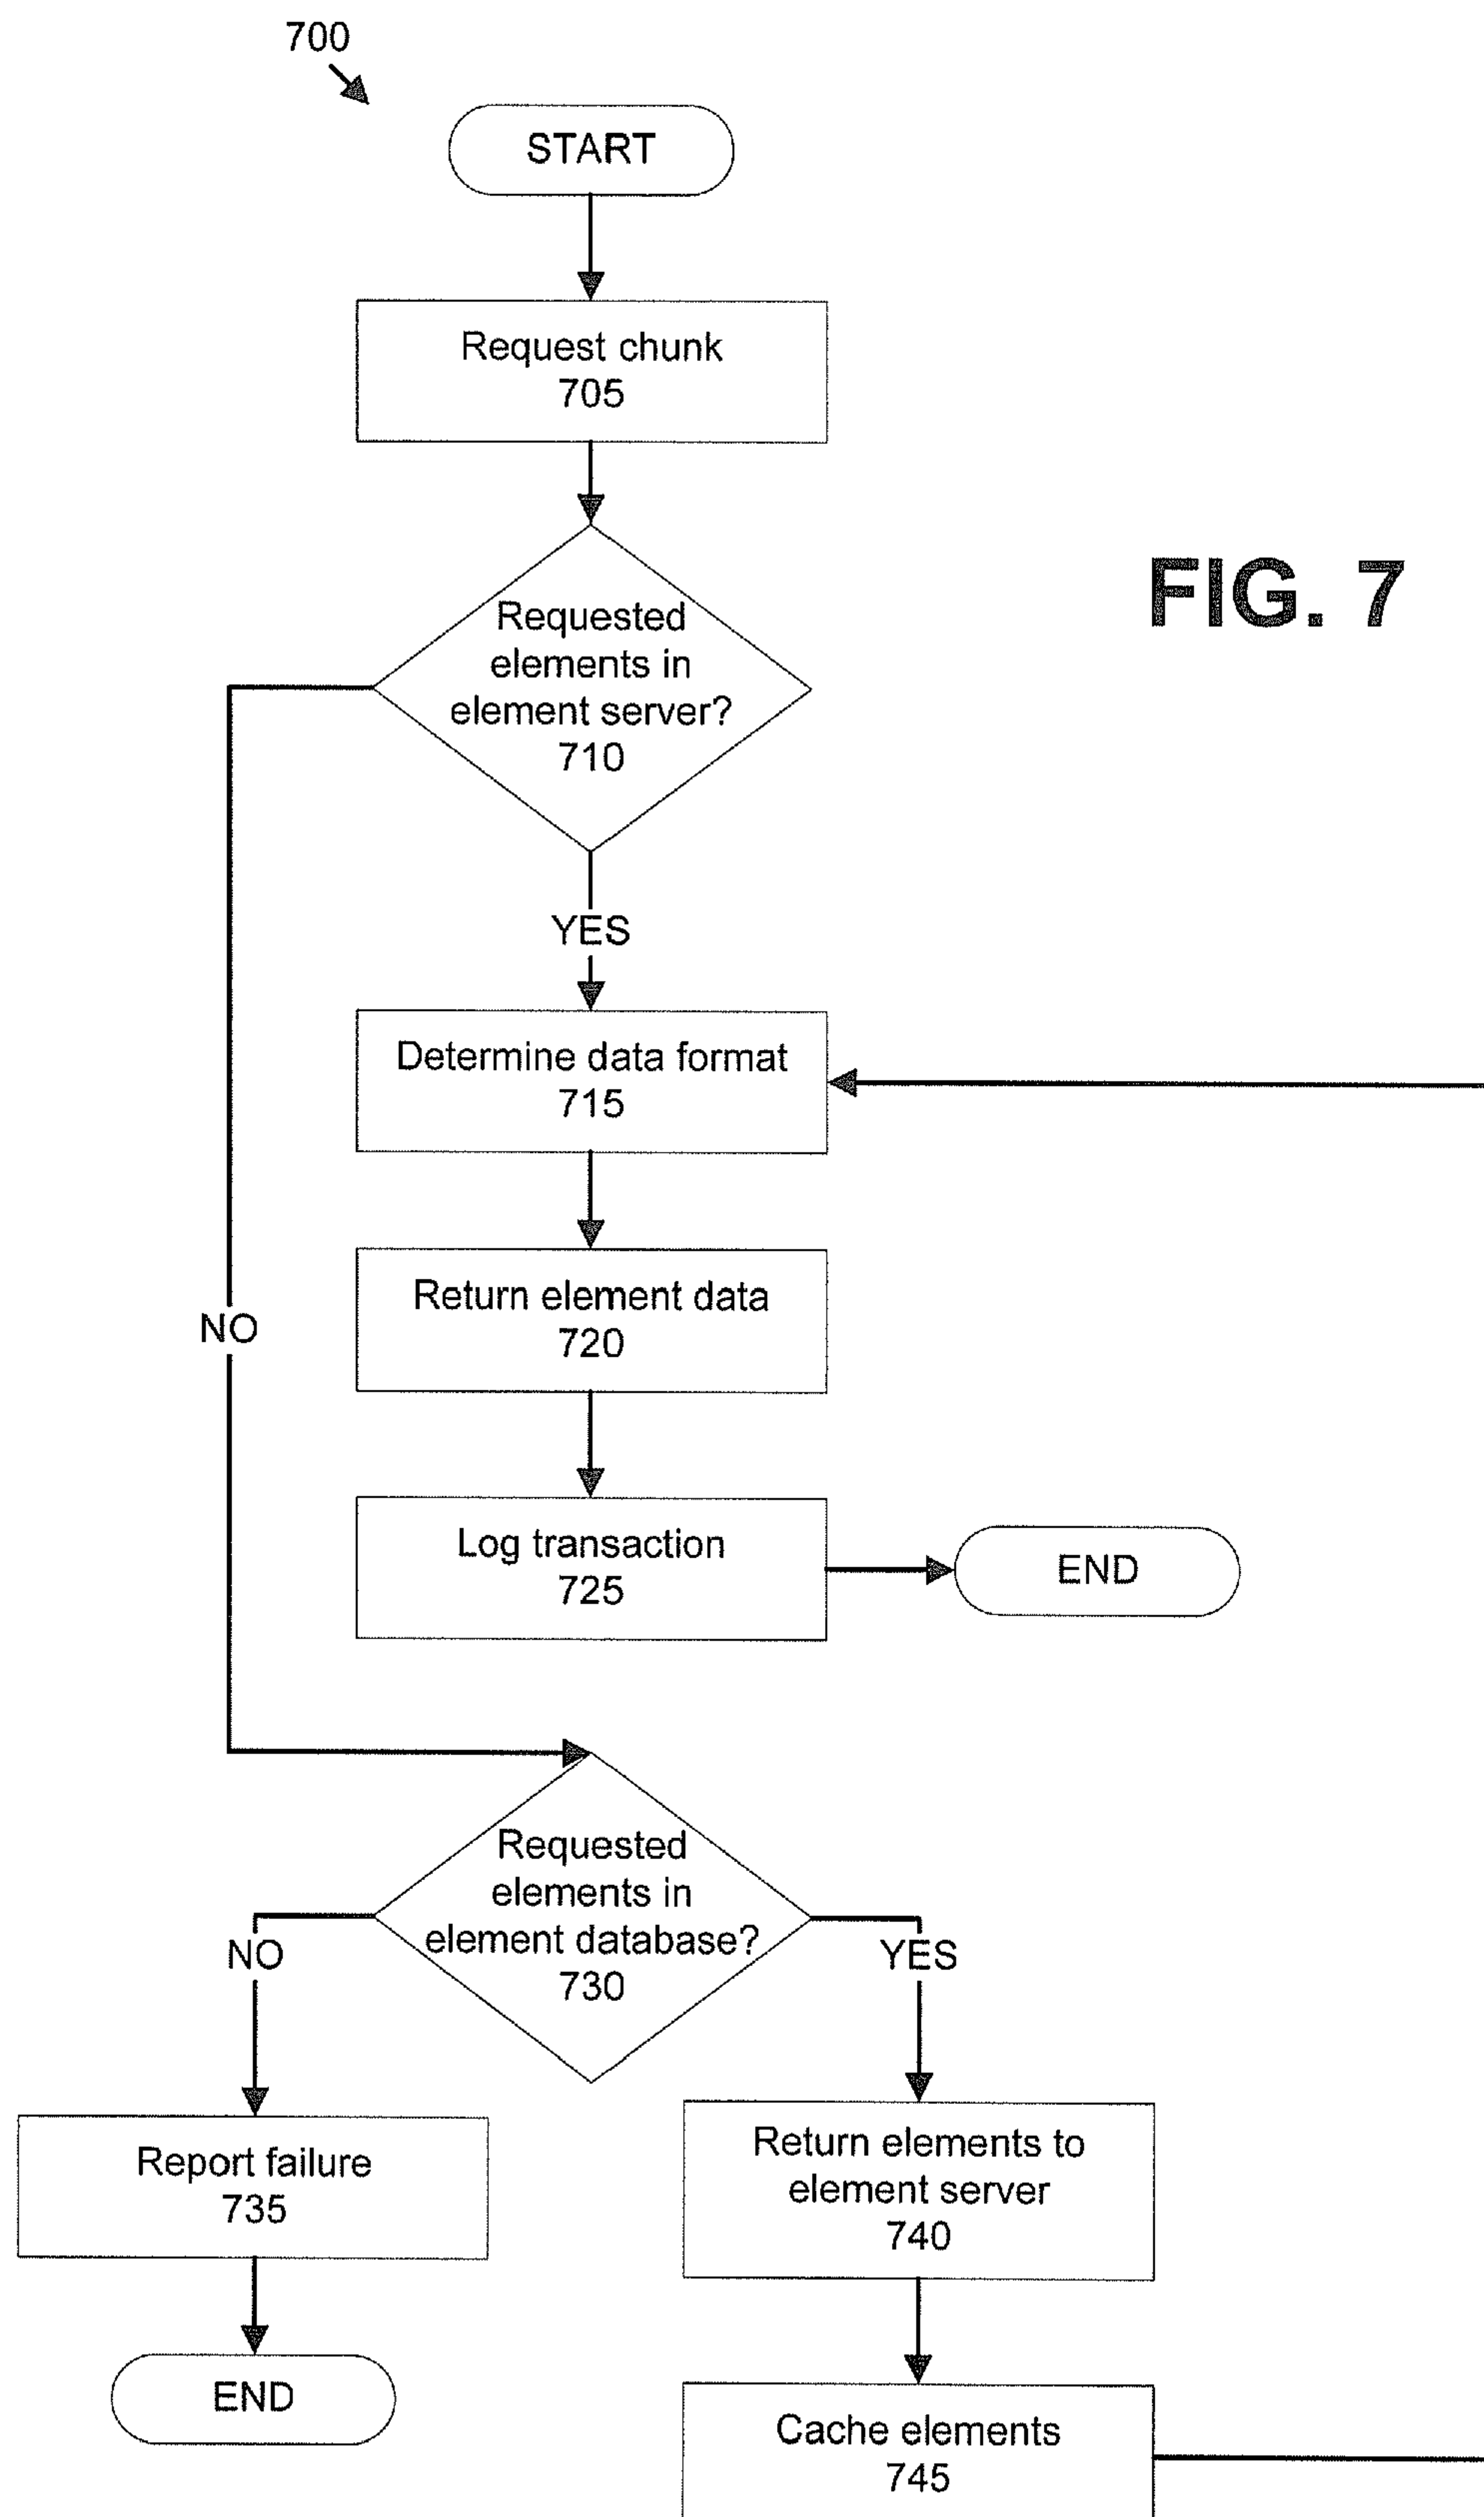 700
START
Request chunk
705
FIG. 7
Requested
elements in
element server?
710
YES
Determine data format
715
Return element data
720
NO
Log transaction
725
END
Requested
elements in
element database?
730
NO
YES
Report failure
735
Return elements to
element server
740
END
Cache elements
745